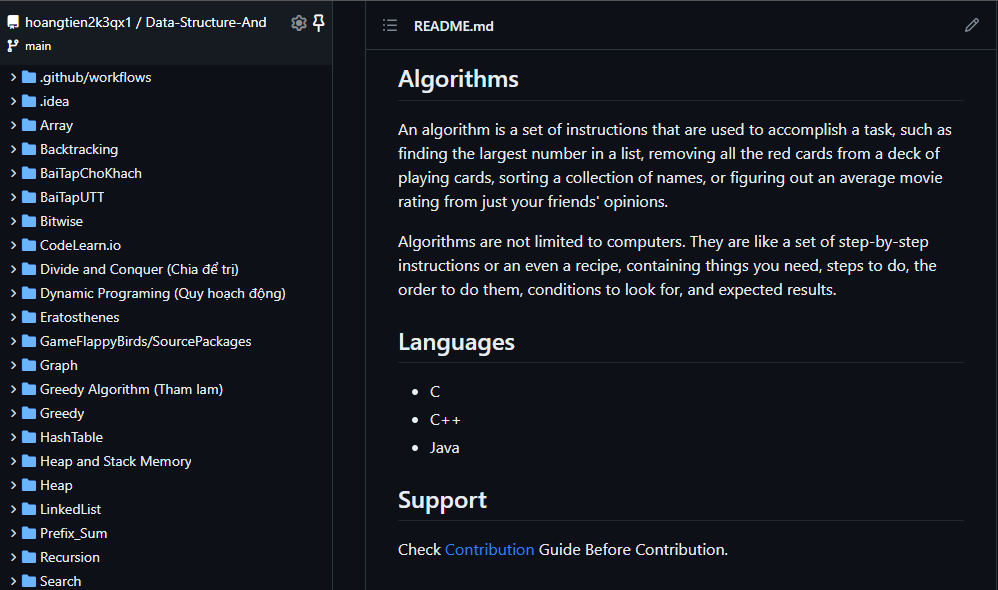 hoangtien2k3qx1 / Data-Structure-And
main
.github/workflows
.idea
Array
Backtracking
BaiTapChoKhach
BaiTapUTT
Bitwise
CodeLearn.io
Divide and Conquer (Chia để trị)
Dynamic Programing (Quy hoạch động)
Eratosthenes
GameFlappyBirds/SourcePackages
Graph
Greedy Algorithm (Tham lam)
Greedy
HashTable
Heap and Stack Memory
Heap
LinkedList
Prefix_Sum
Recursion
Search
README.md
Algorithms
An algorithm is a set of instructions that are used to accomplish a task, such as
finding the largest number in a list, removing all the red cards from a deck of
playing cards, sorting a collection of names, or figuring out an average movie
rating from just your friends' opinions.
Algorithms are not limited to computers. They are like a set of step-by-step
instructions or an even a recipe, containing things you need, steps to do, the
order to do them, conditions to look for, and expected results.
Languages
C
C++
Java
Support
Check Contribution Guide Before Contribution.